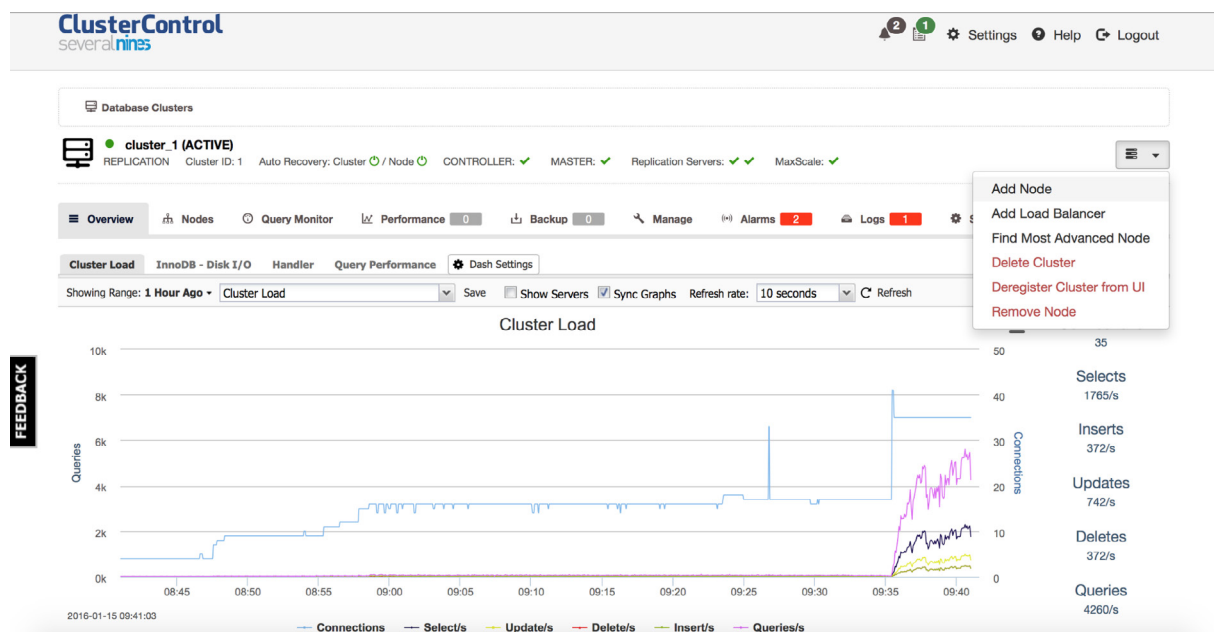 ClusterControl
severalnines
2 1 Settings Help Logout
Database Clusters
cluster_1 (ACTIVE)
REPLICATION Cluster ID: 1 Auto Recovery: Cluster / Node CONTROLLER: MASTER: Replication Servers: MaxScale:
Add Node
Add Load Balancer
Find Most Advanced Node
Delete Cluster
Deregister Cluster from UI
Remove Node
Overview Nodes Query Monitor Performance 0 Backup 0 Manage Alarms 2 Logs 1
Cluster Load InnoDB - Disk I/O Handler Query Performance Dash Settings
Showing Range: 1 Hour Ago Cluster Load Save Show Servers Sync Graphs Refresh rate: 10 seconds Refresh
Cluster Load
10k
8k
6k
4k
2k
0k
Queries
50
40
30
20
10
0
Connections
08:45 08:50 08:55 09:00 09:05 09:10 09:15 09:20 09:25 09:30 09:35 09:40
2016-01-15 09:41:03
Connections Select/s Update/s Delete/s Insert/s Queries/s
35
Selects
1765/s
Inserts
372/s
Updates
742/s
Deletes
372/s
Queries
4260/s
FEEDBACK